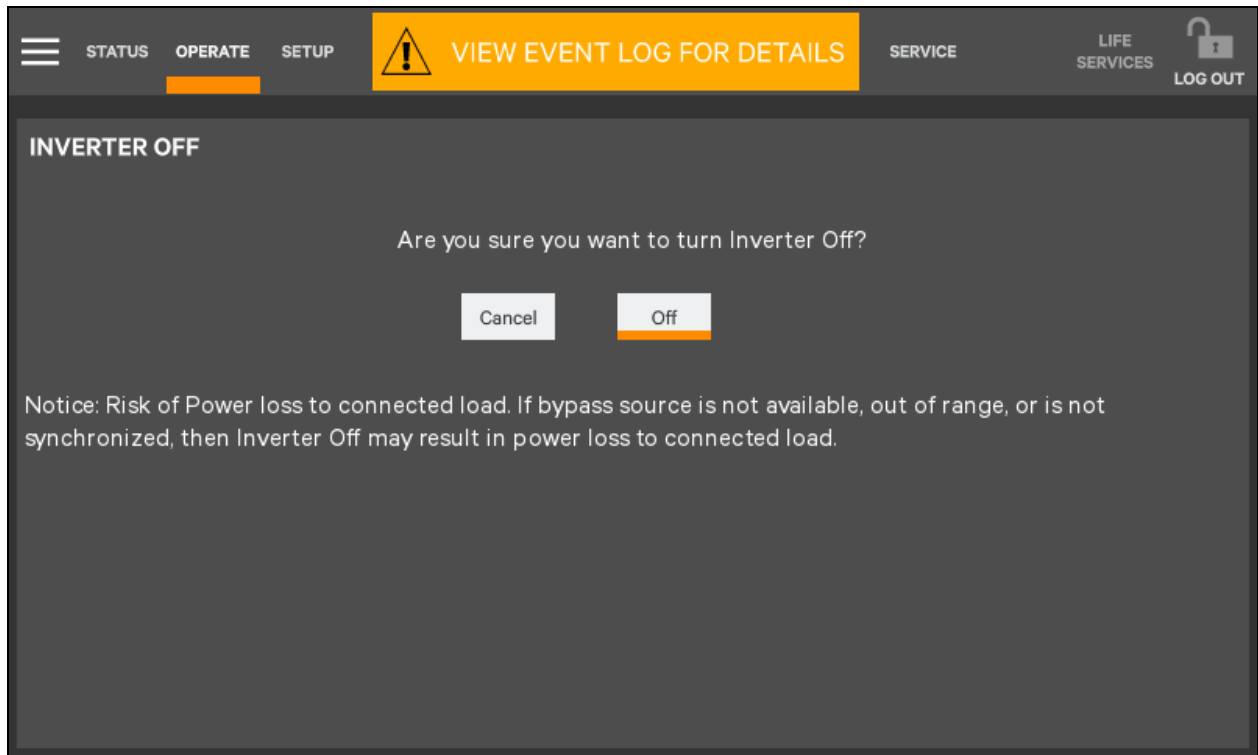 STATUS OPERATE SETUP VIEW EVENT LOG FOR DETAILS SERVICE LIFE
SERVICES
LOG OUT
INVERTER OFF
Are you sure you want to turn Inverter Off?
Cancel Off
Notice: Risk of Power loss to connected load. If bypass source is not available, out of range, or is not
synchronized, then Inverter Off may result in power loss to connected load.